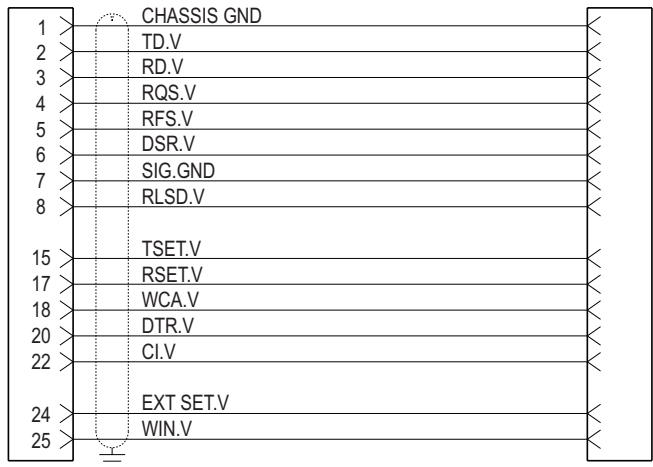 1 CHASSIS GND
2 TD.V
3 RD.V
4 RQS.V
5 RFS.V
6 DSR.V
7 SIG.GND
8 RLSD.V
15 TSET.V
17 RSET.V
18 WCA.V
20 DTR.V
22 CI.V
24 EXT SET.V
25 WIN.V